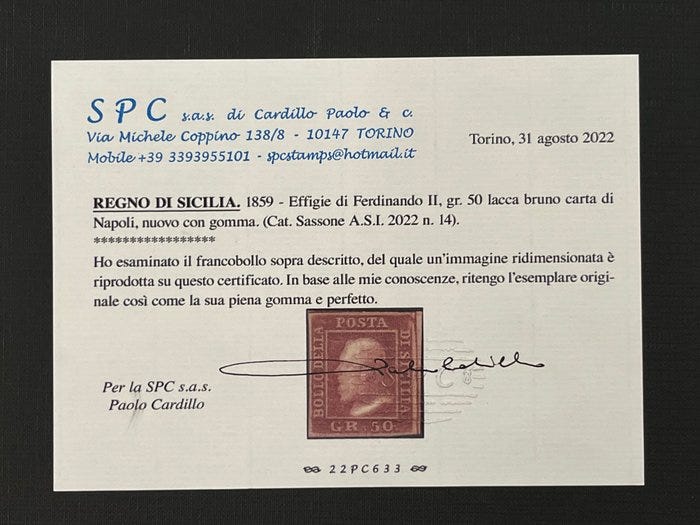 SPC s.a.s. di Cardillo Paolo & c.
Via Michele Coppino 138/8 - 10147 TORINO
Mobile +39 3393955101 - spcstamps@hotmail.it
Torino, 31 agosto 2022
REGNO DI SICILIA. 1859 - Effigie di Ferdinando II, gr. 50 lacca bruno carta di
Napoli, nuovo con gomma. (Cat. Sassone A.S.I. 2022 n. 14).
*****************
Ho esaminato il francobollo sopra descritto, del quale un'immagine ridimensionata è
riprodotta su questo certificato. In base alle mie conoscenze, ritengo l'esemplare origi-
nale così come la sua piena gomma e perfetto.
BOLLO DELLA
POSTA
DI SICILIA
GR. 50
Per la SPC s.a.s.
Paolo Cardillo
22PC633